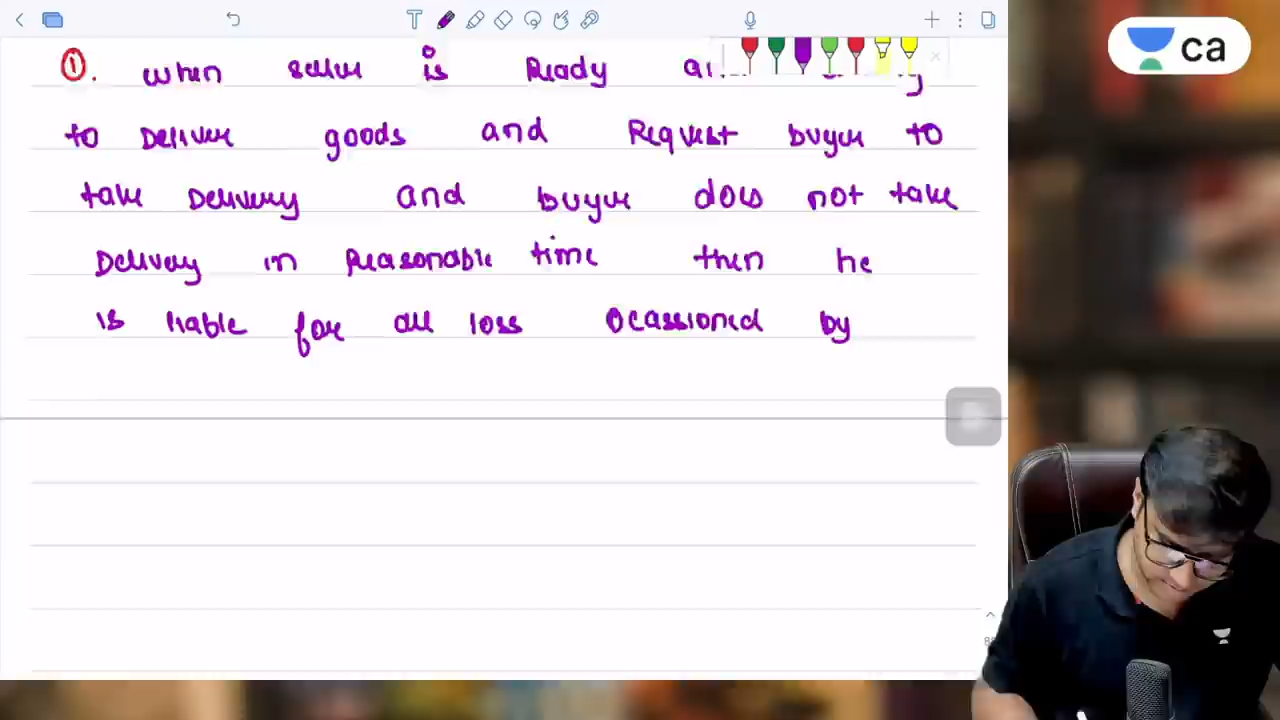 ①. when seller is Ready
to Deliver goods and Request buyer to
take Delivery and buyer does not take
Delivery in Reasonable time then he
is liable for all loss Ocassioned by
ca